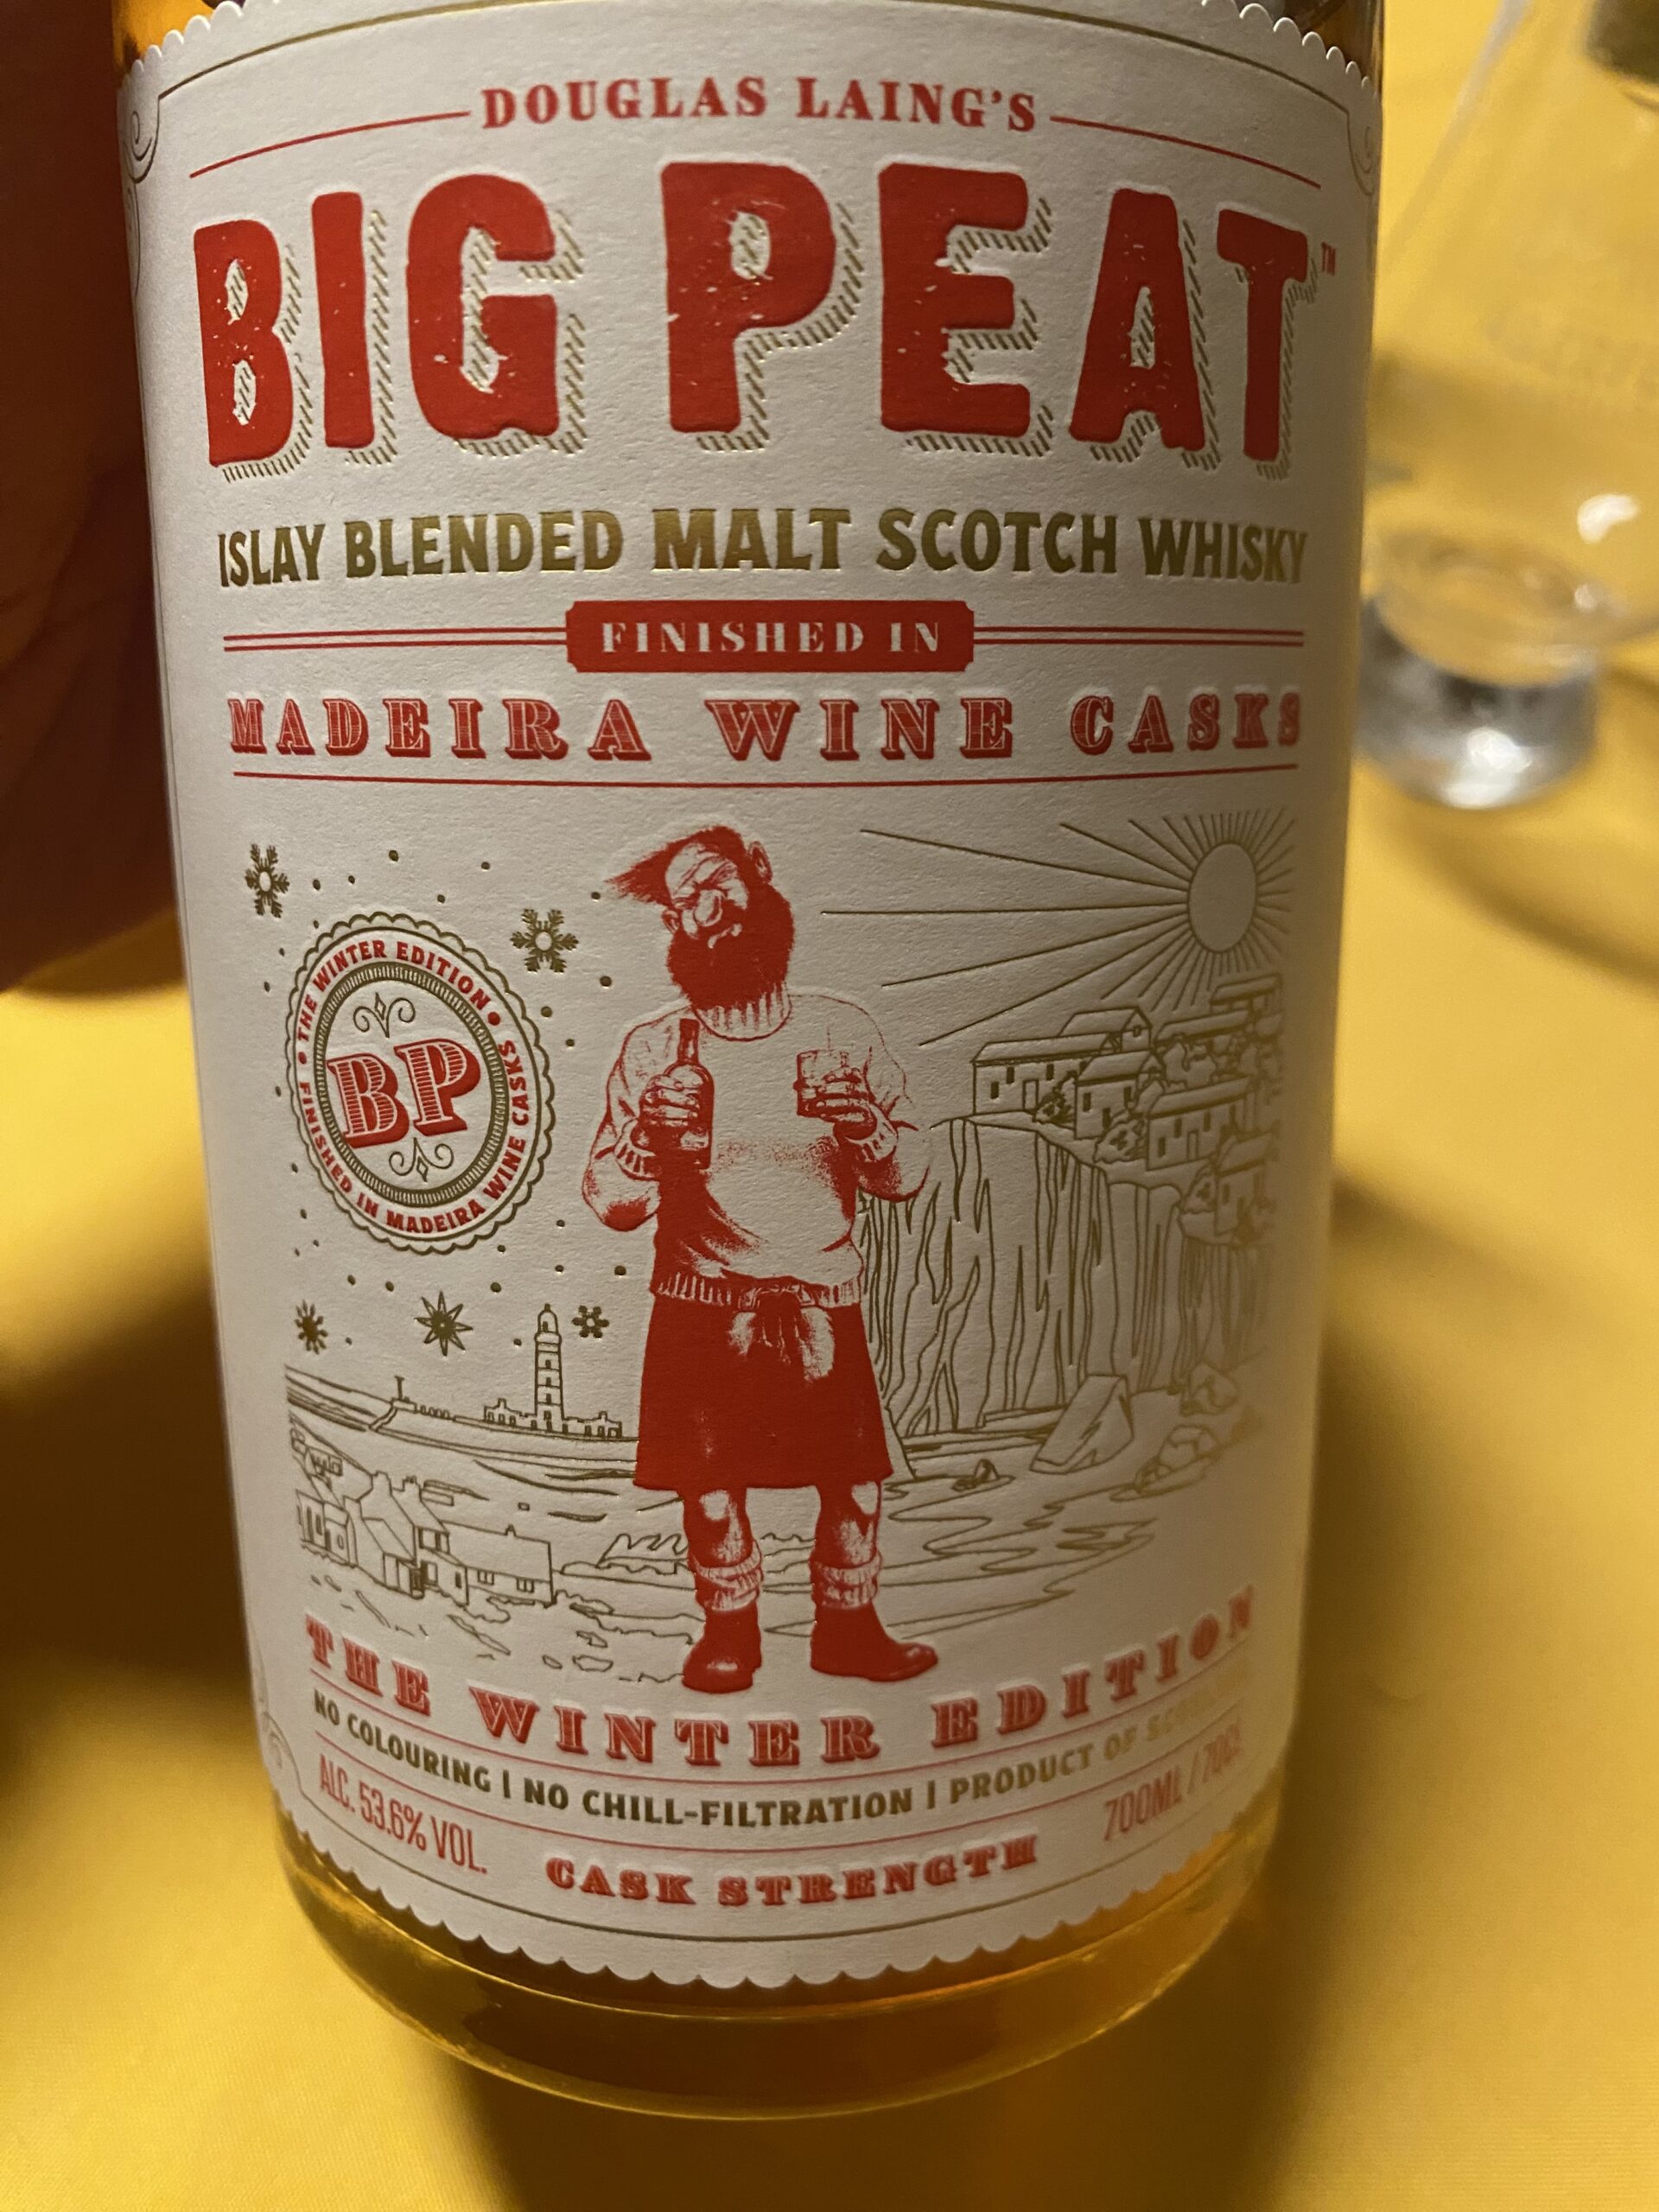 DOUGLAS LAING'S
BIG PEAT™
ISLAY BLENDED MALT SCOTCH WHISKY
FINISHED IN
MADEIRA WINE CASKS
THE WINTER EDITION
BP
FINISHED IN MADEIRA WINE CASKS
THE WINTER EDITION
NO COLOURING | NO CHILL-FILTRATION | PRODUCT OF
ALC. 53.6% VOL.
CASK STRENGTH
700ML / 70CL